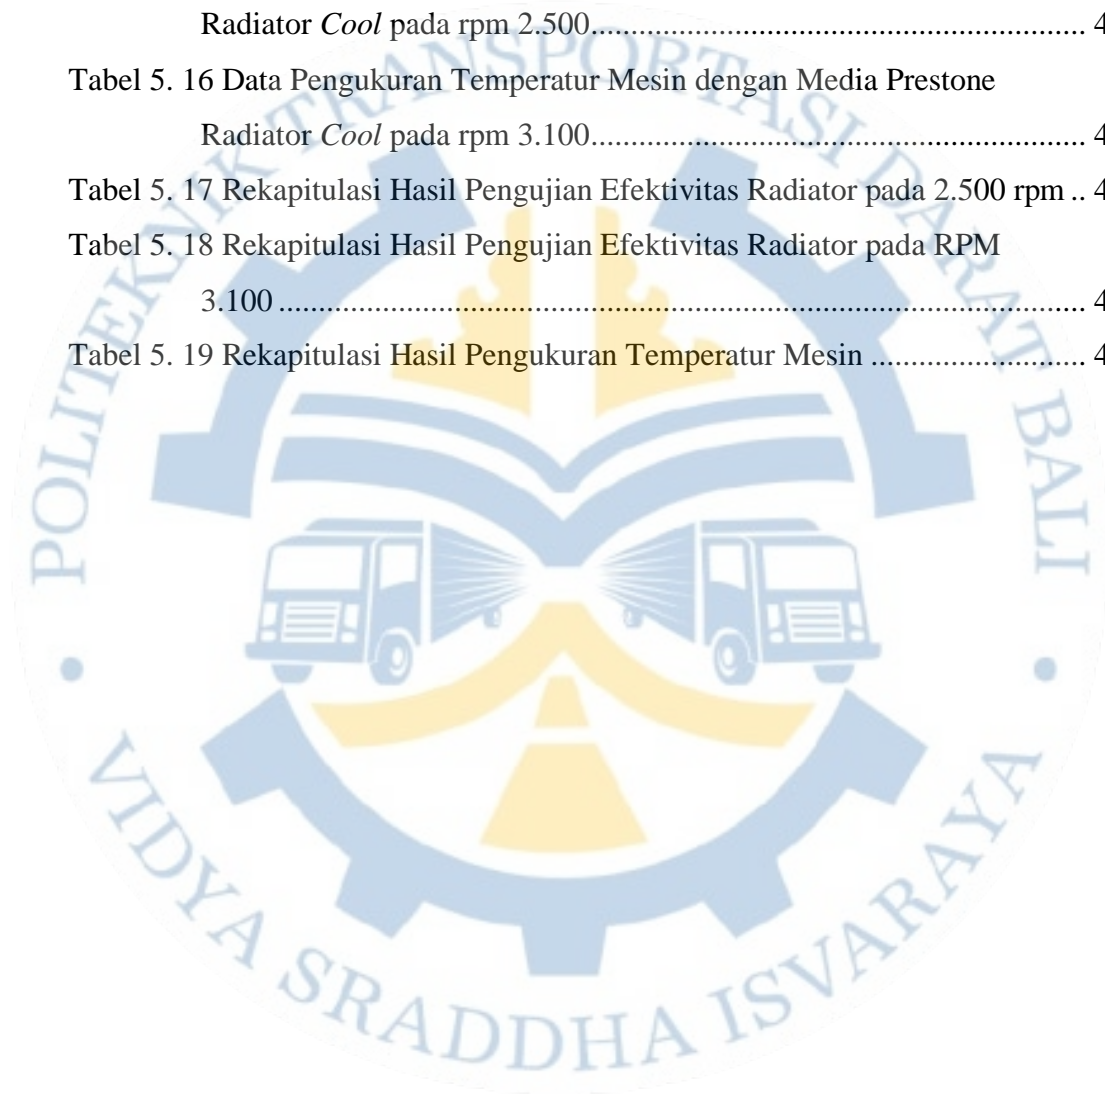 Radiator Cool pada rpm 2.500.................................................................. 4
Tabel 5. 16 Data Pengukuran Temperatur Mesin dengan Media Prestone
Radiator Cool pada rpm 3.100.................................................................. 4
Tabel 5. 17 Rekapitulasi Hasil Pengujian Efektivitas Radiator pada 2.500 rpm .. 4
Tabel 5. 18 Rekapitulasi Hasil Pengujian Efektivitas Radiator pada RPM
3.100 ........................................................................................................ 4
Tabel 5. 19 Rekapitulasi Hasil Pengukuran Temperatur Mesin ............................ 4
POLITEKNIK TRANSPORTASI DARAT BALI
• VIDYA SRADDHA ISVARAYA •